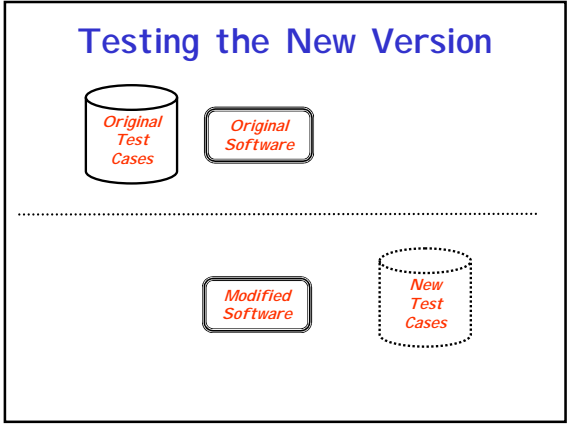 Testing the New Version
Original
Test
Cases
Original
Software
Modified
Software
New
Test
Cases